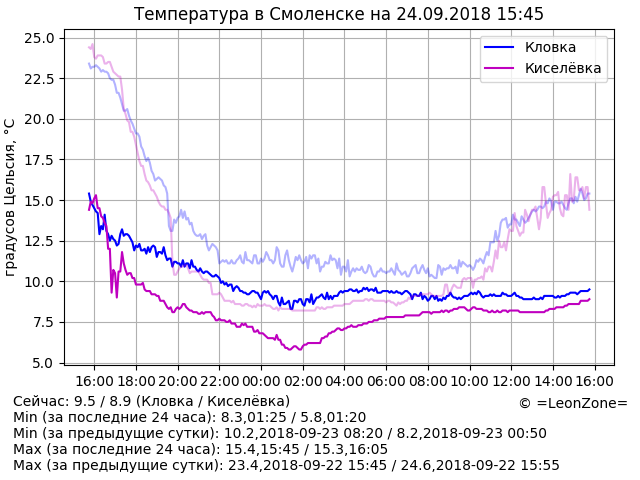 Температура в Смоленске на 24.09.2018 15:45
градусов Цельсия, °C
25.0
22.5
20.0
17.5
15.0
12.5
10.0
7.5
5.0
Кловка
Киселёвка
16:00 18:00 20:00 22:00 00:00 02:00 04:00 06:00 08:00 10:00 12:00 14:00 16:00
Сейчас: 9.5 / 8.9 (Кловка / Киселёвка)
© =LeonZone=
Min (за последние 24 часа): 8.3,01:25 / 5.8,01:20
Min (за предыдущие сутки): 10.2,2018-09-23 08:20 / 8.2,2018-09-23 00:50
Max (за последние 24 часа): 15.4,15:45 / 15.3,16:05
Max (за предыдущие сутки): 23.4,2018-09-22 15:45 / 24.6,2018-09-22 15:55